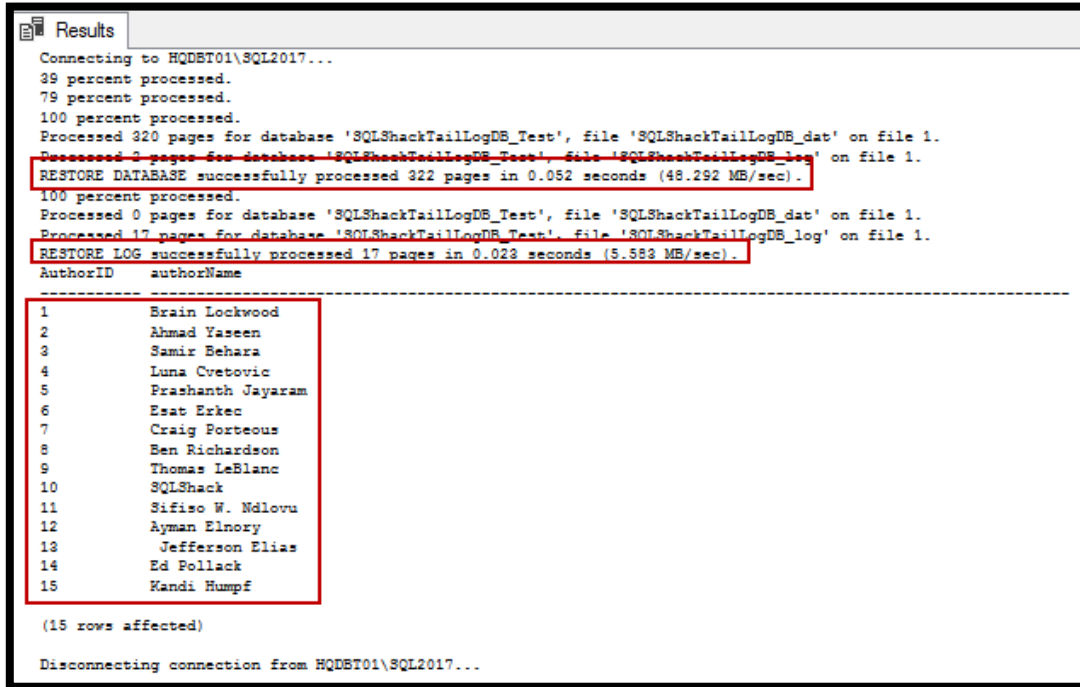 Results
Connecting to HQDBT01\SQL2017...
39 percent processed.
79 percent processed.
100 percent processed.
Processed 320 pages for database 'SQLShackTailLogDB_Test', file 'SQLShackTailLogDB_dat' on file 1.
Processed 2 pages for database 'SQLShackTailLogDB_Test', file 'SQLShackTailLogDB_log' on file 1.
RESTORE DATABASE successfully processed 322 pages in 0.052 seconds (48.292 MB/sec).
100 percent processed.
Processed 0 pages for database 'SQLShackTailLogDB_Test', file 'SQLShackTailLogDB_dat' on file 1.
Processed 17 pages for database 'SQLShackTailLogDB_Test', file 'SQLShackTailLogDB_log' on file 1.
RESTORE LOG successfully processed 17 pages in 0.023 seconds (5.583 MB/sec).
AuthorID authorName
----------- ----------------------------------------------------------------------------------------------------
1 Brain Lockwood
2 Ahmad Yaseen
3 Samir Behara
4 Luna Cvetovic
5 Prashanth Jayaram
6 Esat Erkec
7 Craig Porteous
8 Ben Richardson
9 Thomas LeBlanc
10 SQLShack
11 Sifiso W. Ndlovu
12 Ayman Elnory
13 Jefferson Elias
14 Ed Pollack
15 Kandi Humpf
(15 rows affected)
Disconnecting connection from HQDBT01\SQL2017...